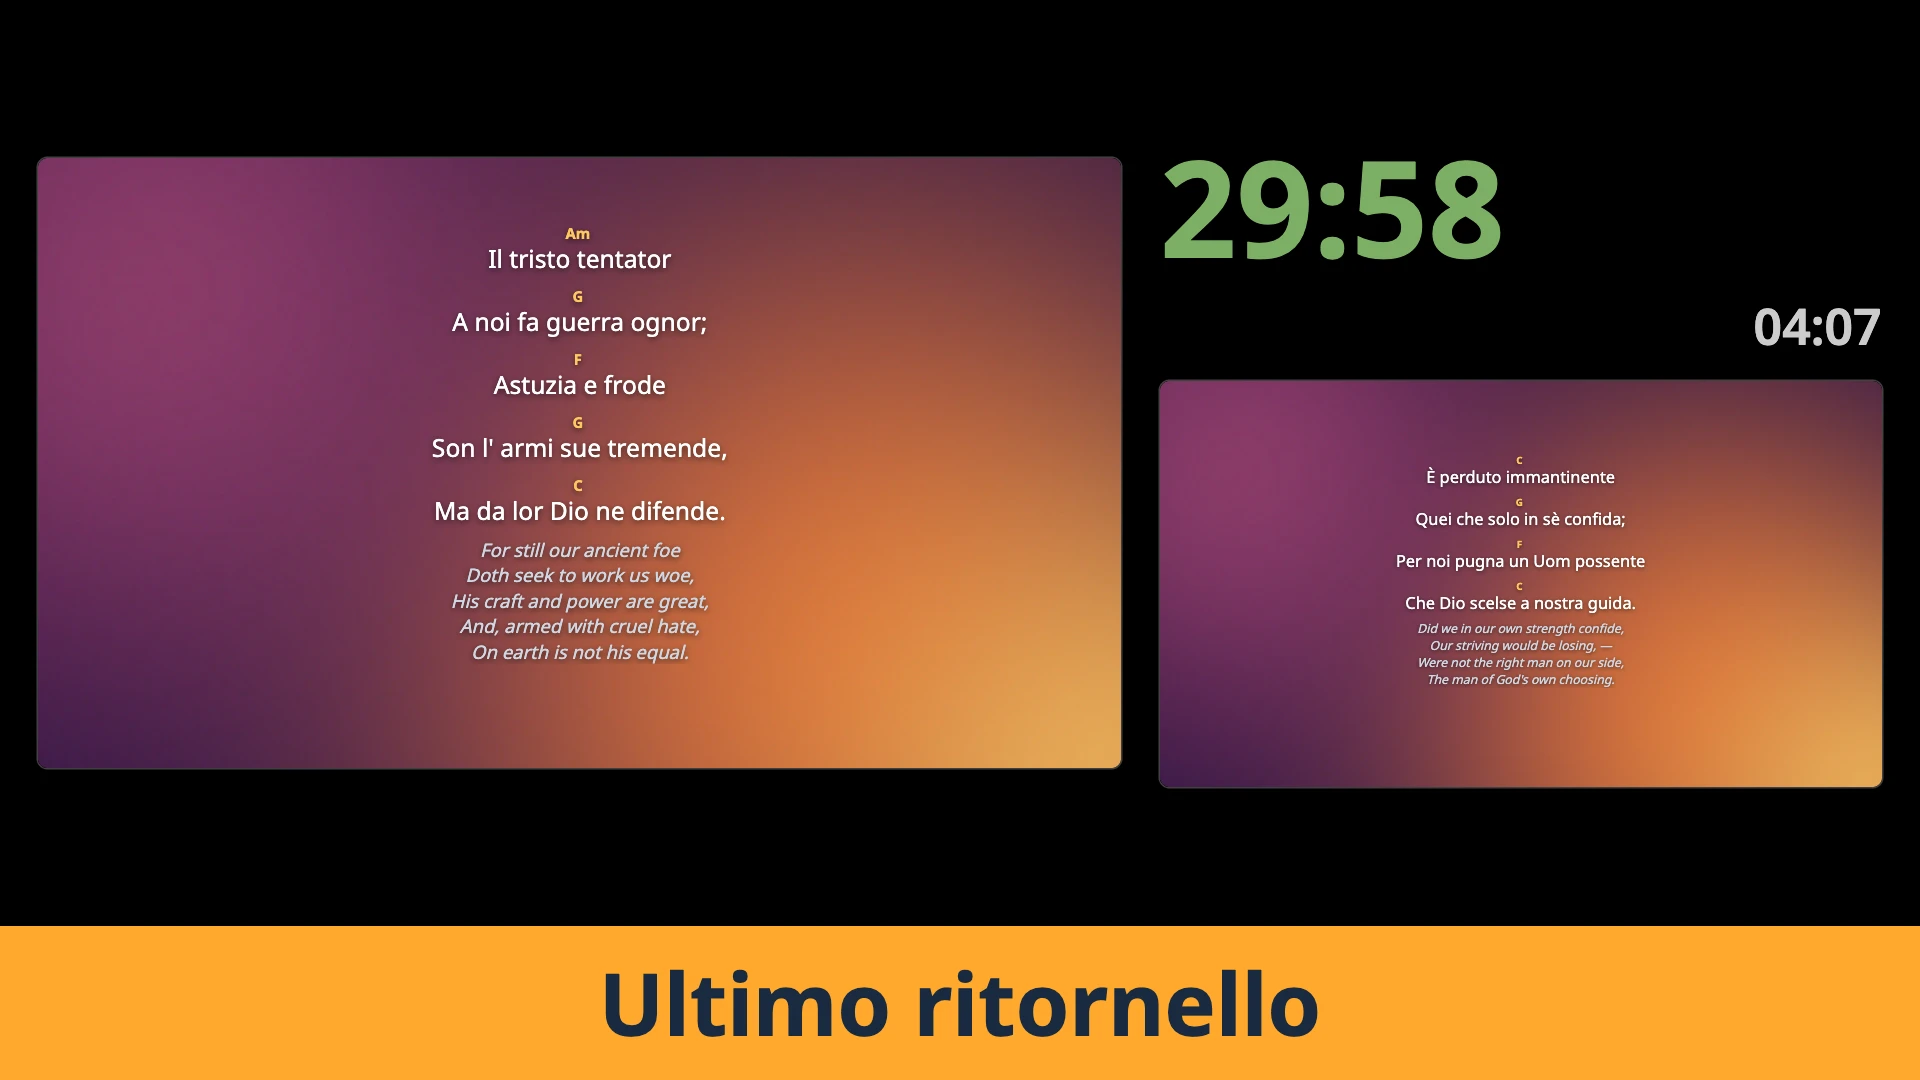 Am
Il tristo tentator
G
A noi fa guerra ognor;
F
Astuzia e frode
G
Son l' armi sue tremende,
C
Ma da lor Dio ne difende.
For still our ancient foe
Doth seek to work us woe,
His craft and power are great,
And, armed with cruel hate,
On earth is not his equal.
29:58
04:07
C
È perduto immantinente
G
Quei che solo in sè confida;
F
Per noi pugna un Uom possente
C
Che Dio scelse a nostra guida.
Did we in our own strength confide,
Our striving would be losing, —
Were not the right man on our side,
The man of God's own choosing.
Ultimo ritornello